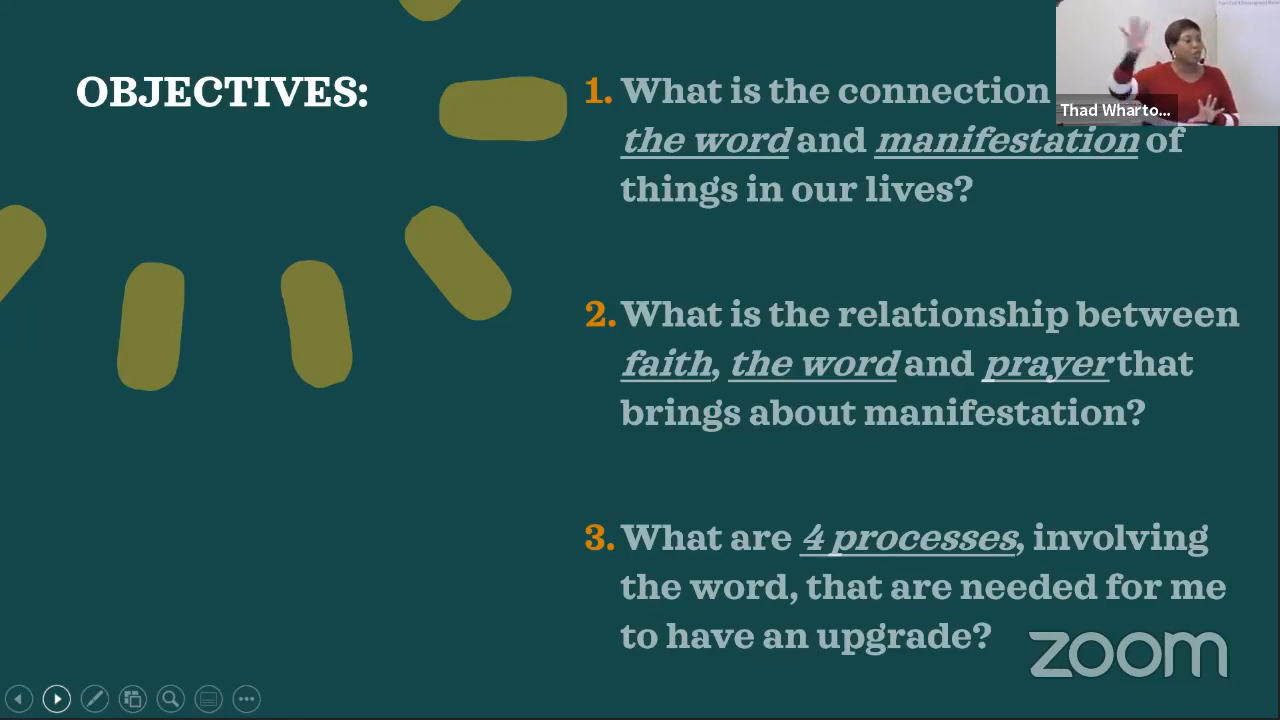 OBJECTIVES:
1. What is the connection
the word and manifestation of
things in our lives?
2. What is the relationship between
faith, the word and prayer that
brings about manifestation?
3. What are 4 processes, involving
the word, that are needed for me
to have an upgrade?
Thad Wharto...
zoom